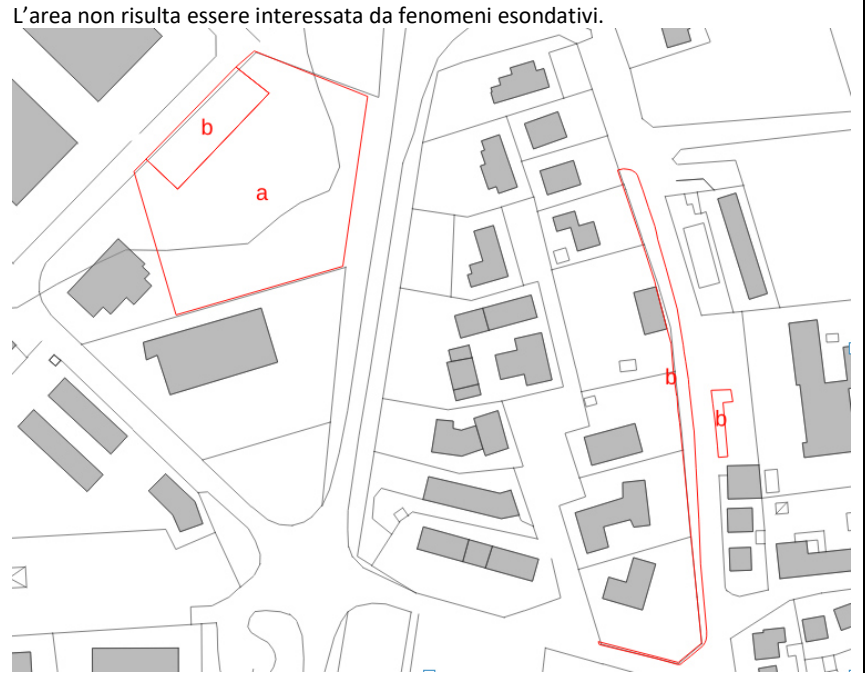 L’area non risulta essere interessata da fenomeni esondativi.
b
a
b
b